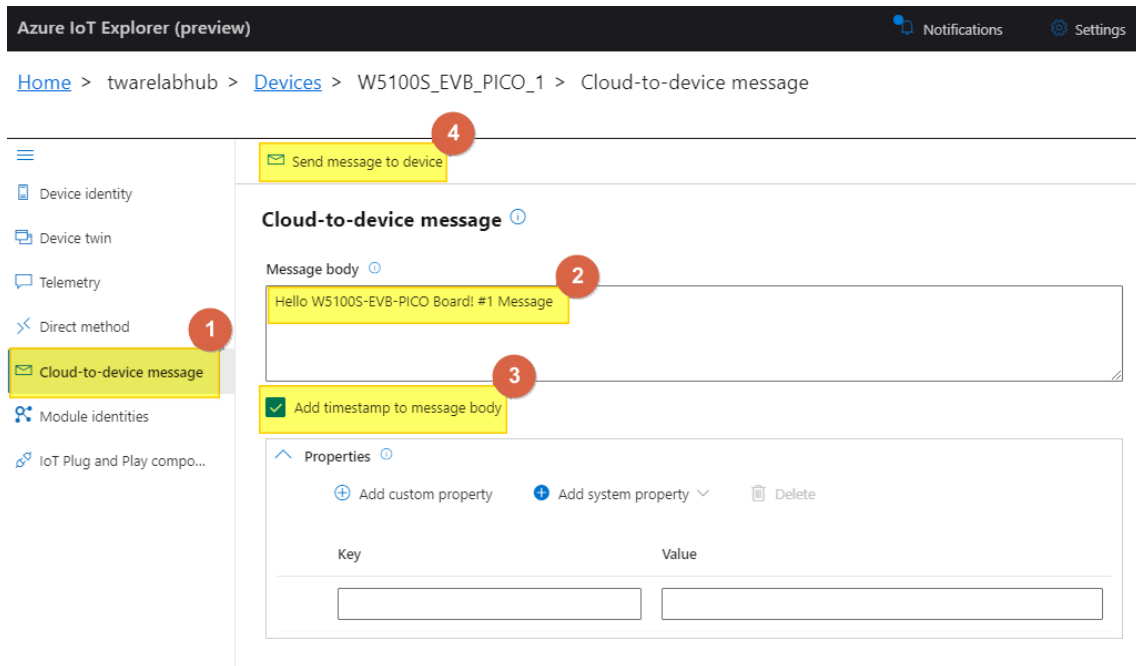 Azure IoT Explorer (preview)
Notifications
Settings
Home > twarelabhub > Devices > W5100S_EVB_PICO_1 > Cloud-to-device message
4
Send message to device
Device identity
Device twin
Telemetry
Direct method
1
Cloud-to-device message
Module identities
IoT Plug and Play compo...
Cloud-to-device message
Message body
2
Hello W5100S-EVB-PICO Board! #1 Message
3
Add timestamp to message body
Properties
Add custom property
Add system property
Delete
Key
Value